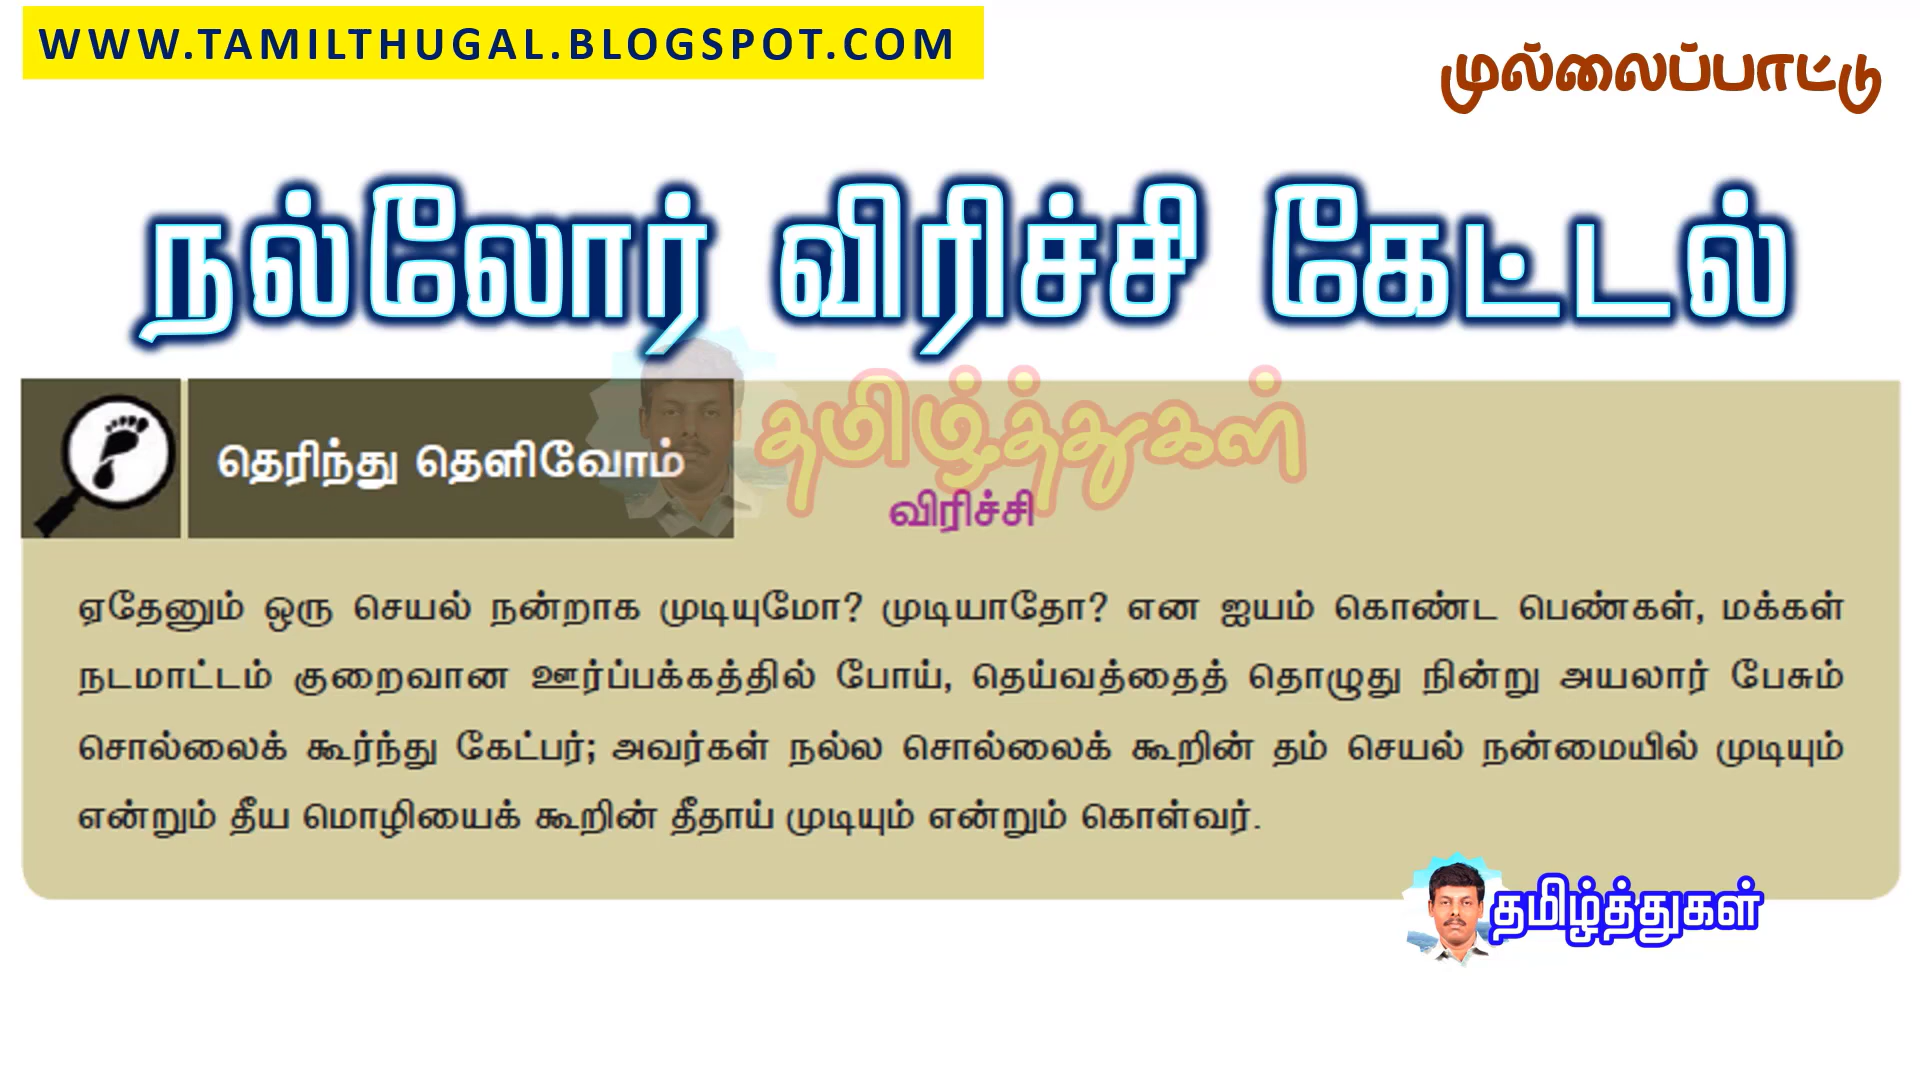 WWW.TAMILTHUGAL.BLOGSPOT.COM
முல்லைப்பாட்டு
நல்லோர் விரிச்சி கேட்டல்
தமிழ்த்துகள்
தெரிந்து தெளிவோம்
விரிச்சி
ஏதேனும் ஒரு செயல் நன்றாக முடியுமோ? முடியாதோ? என ஐயம் கொண்ட பெண்கள், மக்கள்
நடமாட்டம் குறைவான ஊர்ப்பக்கத்தில் போய், தெய்வத்தைத் தொழுது நின்று அயலார் பேசும்
சொல்லைக் கூர்ந்து கேட்பர்; அவர்கள் நல்ல சொல்லைக் கூறின் தம் செயல் நன்மையில் முடியும்
என்றும் தீய மொழியைக் கூறின் தீதாய் முடியும் என்றும் கொள்வர்.
தமிழ்த்துகள்